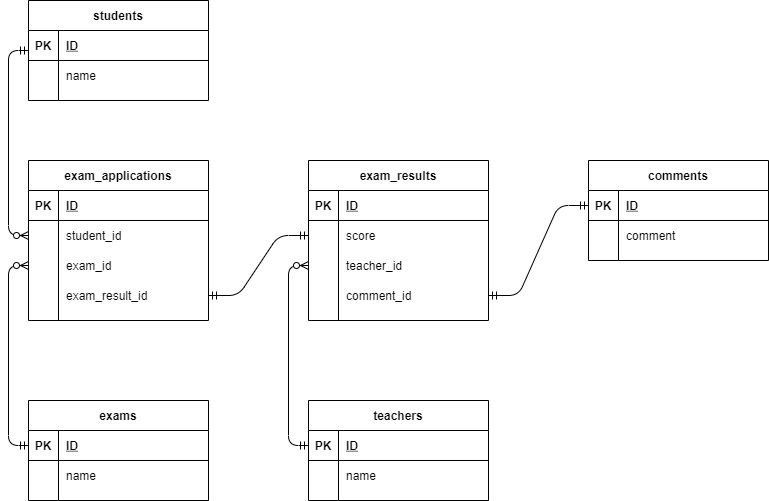 students
PK ID
name
exam_applications
PK ID
student_id
exam_id
exam_result_id
exam_results
PK ID
score
teacher_id
comment_id
comments
PK ID
comment
exams
PK ID
name
teachers
PK ID
name